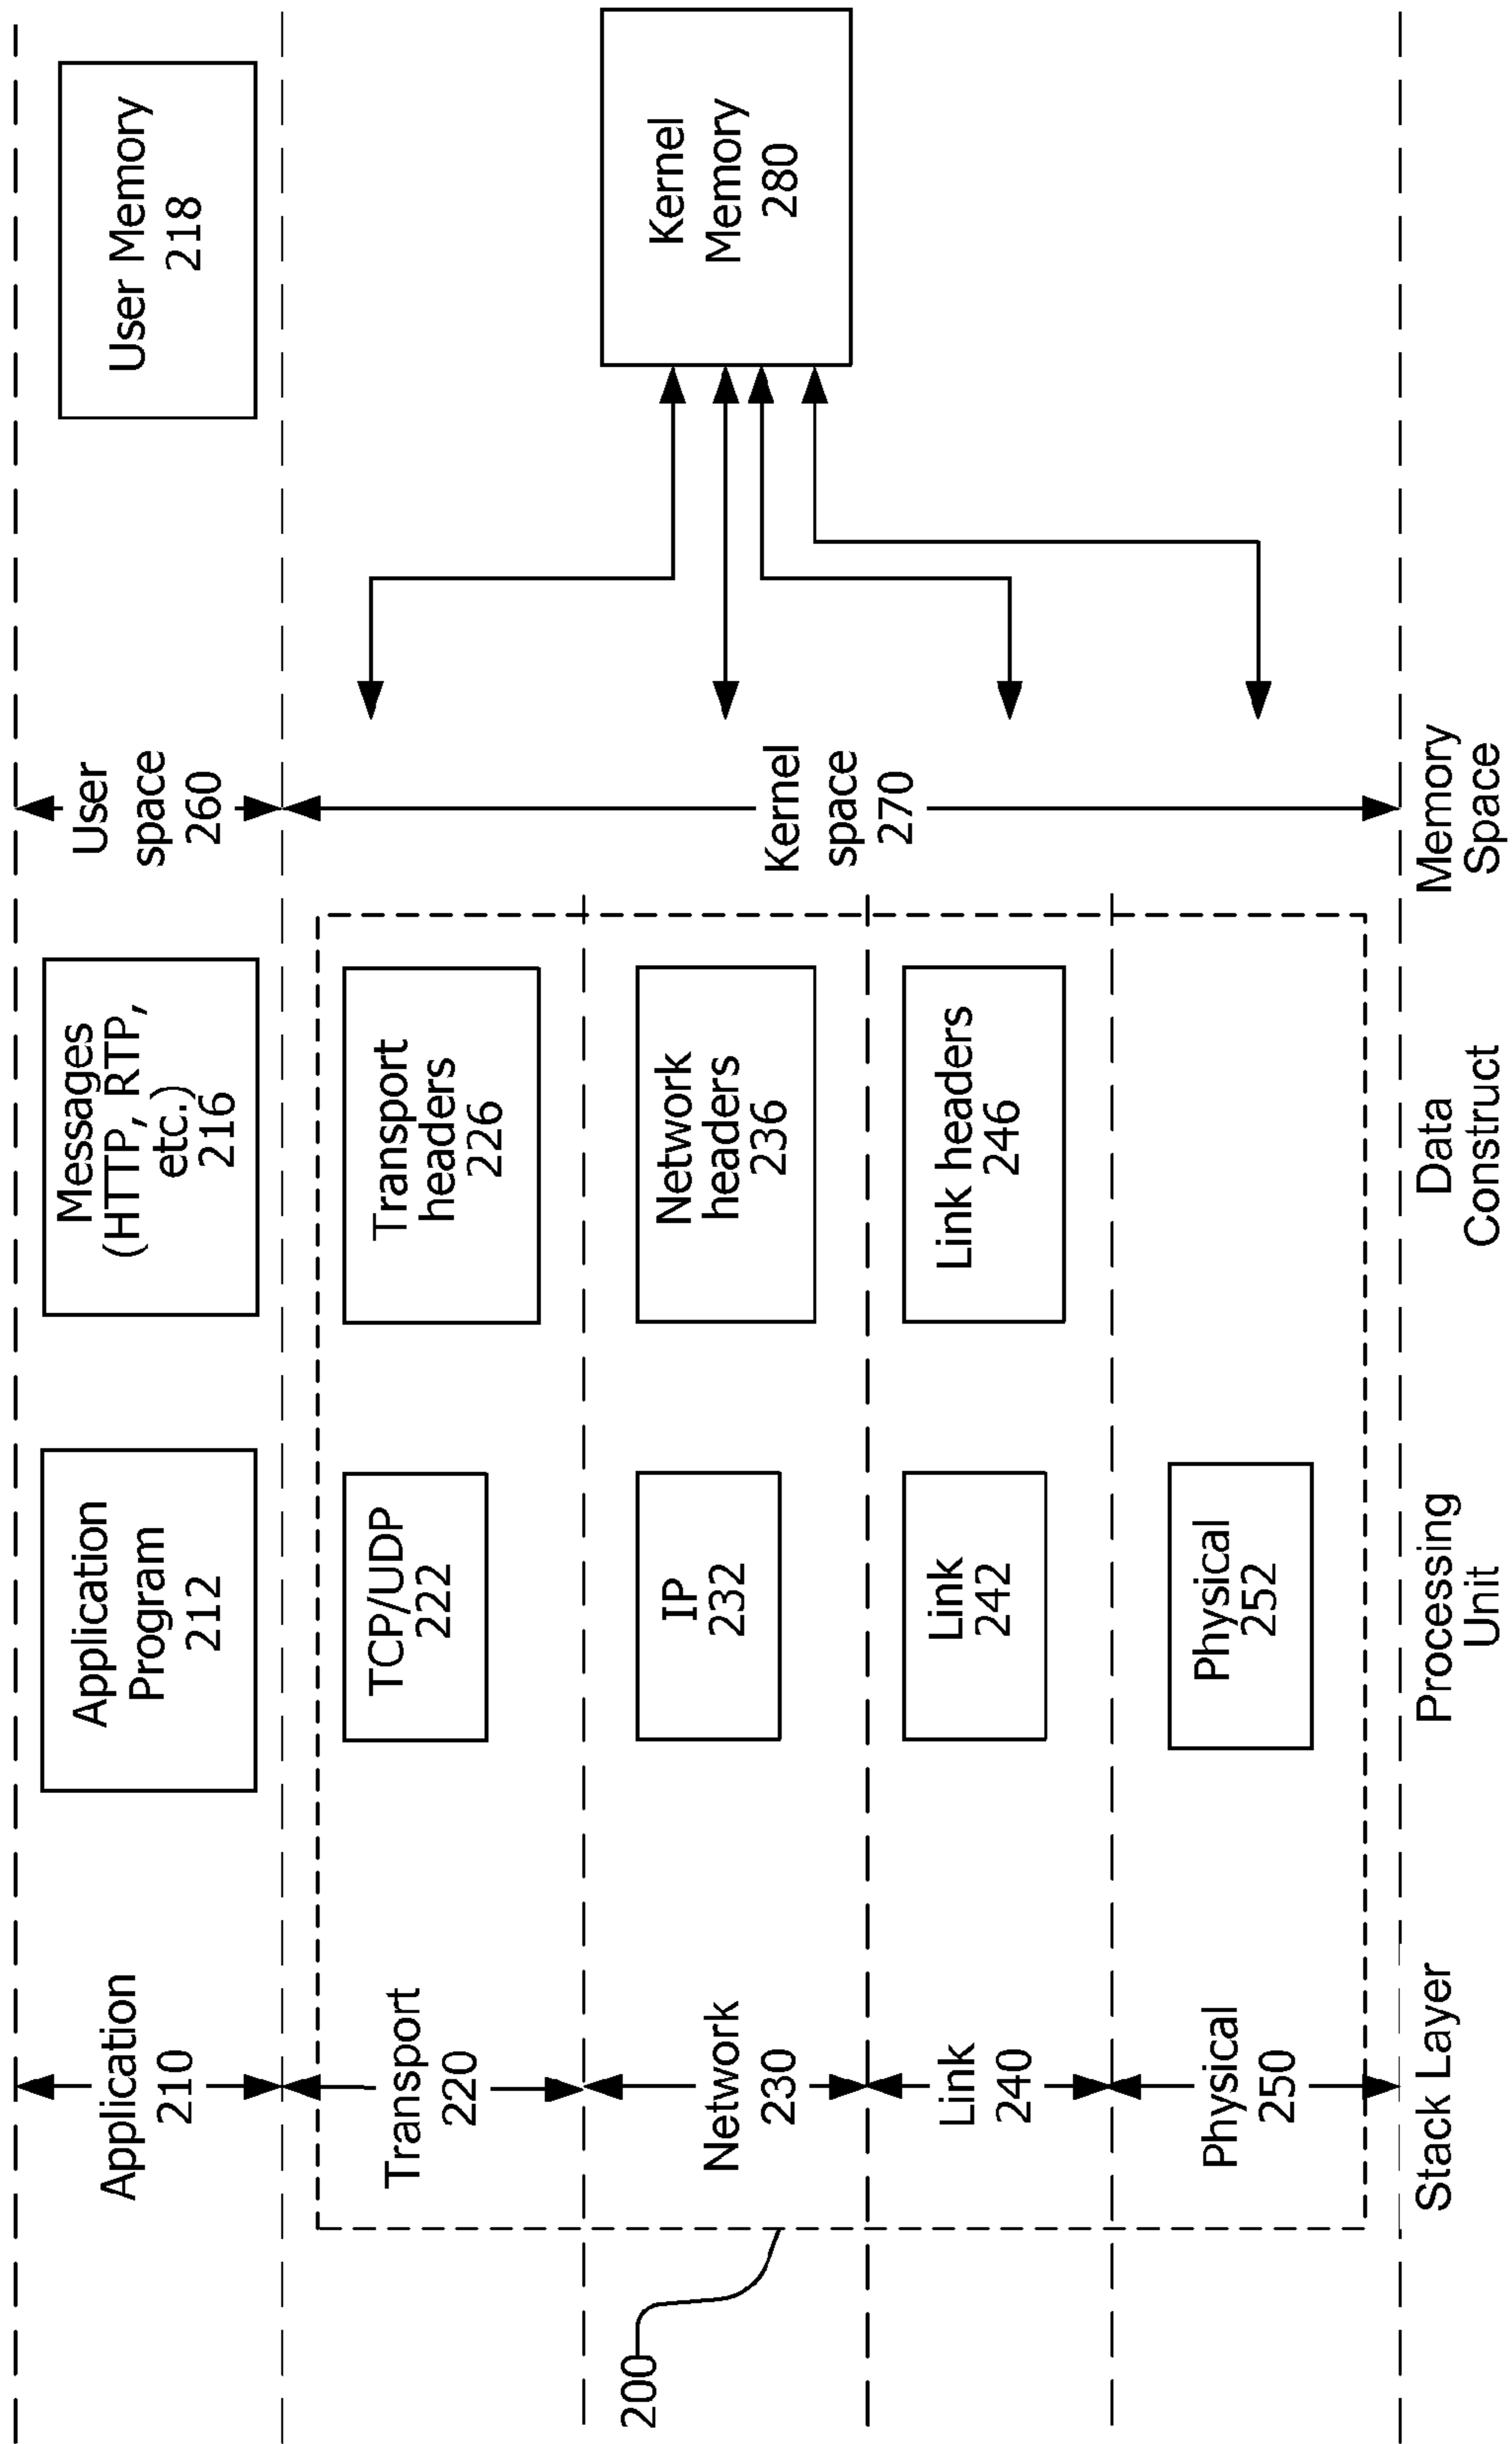 Application
210
Application
Program
212
Messages
(HTTP, RTP,
etc.)
216
User
space
260
User Memory
218
Transport
220
TCP/UDP
222
Transport
headers
226
200
Network
230
IP
232
Network
headers
236
Kernel
space
270
Kernel
Memory
280
Link
240
Link
242
Link headers
246
Physical
250
Physical
252
Stack Layer
Processing
Unit
Data
Construct
Memory
Space